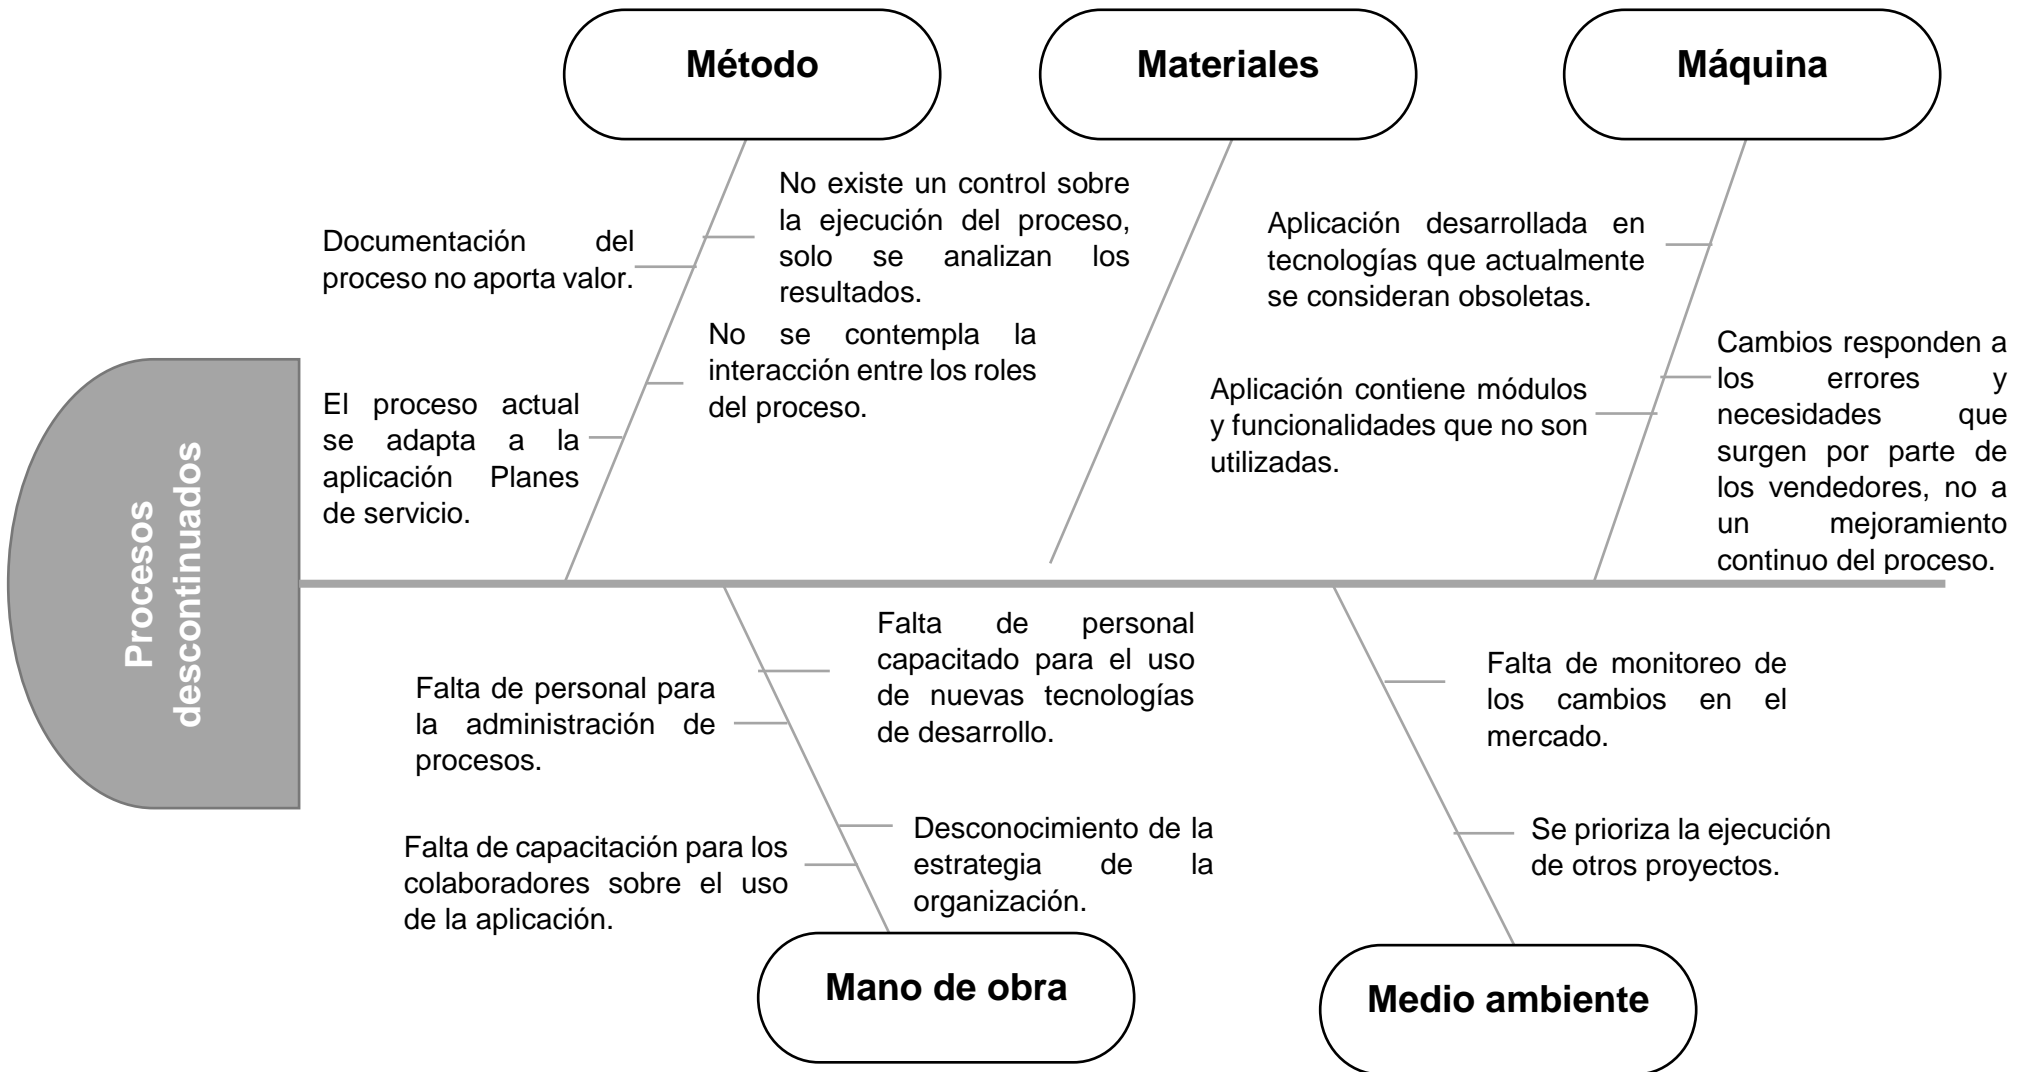 Método
Materiales
Máquina
Documentación del
proceso no aporta valor.
No existe un control sobre
la ejecución del proceso,
solo se analizan los
resultados.
El proceso actual
se adapta a la
aplicación Planes
de servicio.
No se contempla la
interacción entre los roles
del proceso.
Aplicación desarrollada en
tecnologías que actualmente
se consideran obsoletas.
Aplicación contiene módulos
y funcionalidades que no son
utilizadas.
Cambios responden a
los errores y
necesidades que
surgen por parte de
los vendedores, no a
un mejoramiento
continuo del proceso.
Procesos
descontinuados
Falta de personal para
la administración de
procesos.
Falta de personal
capacitado para el uso
de nuevas tecnologías
de desarrollo.
Falta de capacitación para los
colaboradores sobre el uso
de la aplicación.
Desconocimiento de la
estrategia de la
organización.
Falta de monitoreo de
los cambios en el
mercado.
Se prioriza la ejecución
de otros proyectos.
Mano de obra
Medio ambiente